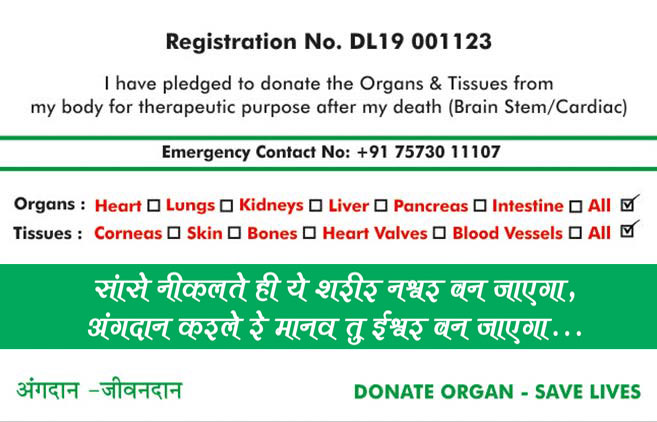 Registration No. DL19 001123
I have pledged to donate the Organs & Tissues from
my body for therapeutic purpose after my death (Brain Stem/Cardiac)
Emergency Contact No: +91 75730 11107
Organs : Heart ☐ Lungs ☐ Kidneys ☐ Liver ☐ Pancreas ☐ Intestine ☐ All ☑
Tissues : Corneas ☐ Skin ☐ Bones ☐ Heart Valves ☐ Blood Vessels ☐ All ☑
सांसे नीकलते ही ये शरीर नश्वर बन जाएगा,
अंगदान करले रे मानव तु ईश्वर बन जाएगा...
अंगदान -जीवनदान
DONATE ORGAN - SAVE LIVES